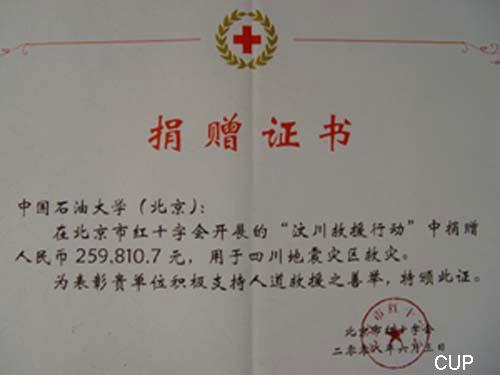 捐赠证书
中国石油大学（北京）：
在北京市红十字会开展的“汶川救援行动”中捐赠
人民币259,810.7元，用于四川地震灾区救灾。
为表彰贵单位积极支持人道救援之善举，特颁此证。
北京市红十字会
二〇〇八年六月三日
CUP